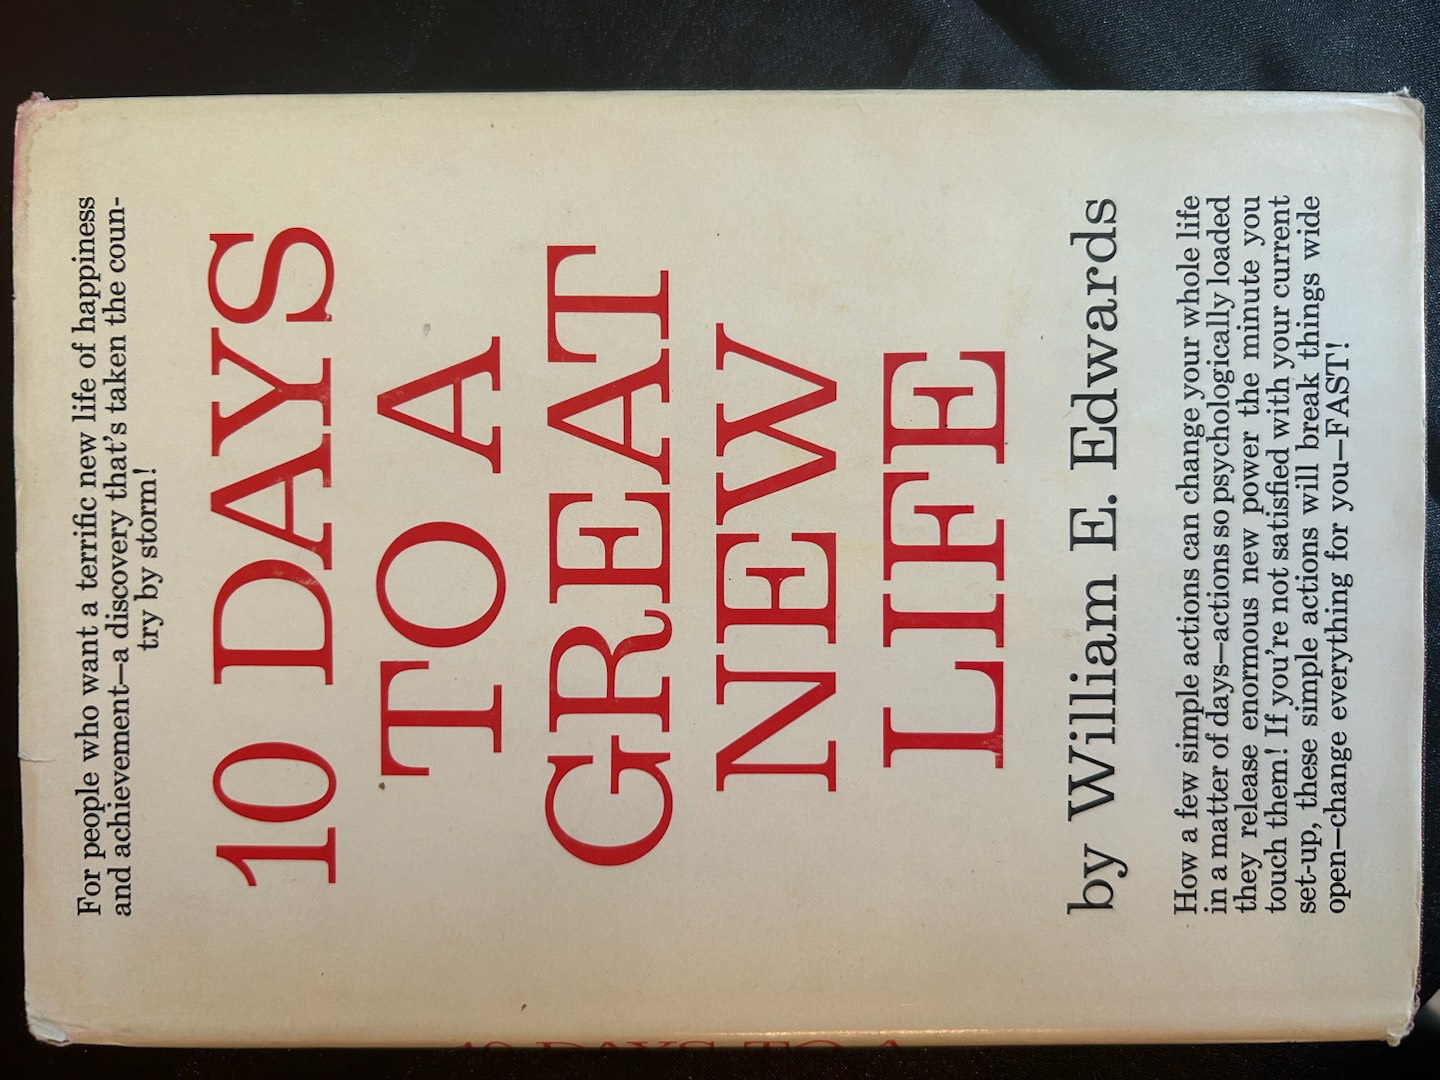 For people who want a terrific new life of happiness
and achievement—a discovery that's taken the coun-
try by storm!
10 DAYS
TO A
GREAT
NEW
LIFE
by William E. Edwards
How a few simple actions can change your whole life
in a matter of days—actions so psychologically loaded
they release enormous new power the minute you
touch them! If you're not satisfied with your current
set-up, these simple actions will break things wide
open—change everything for you—FAST!
10 DAYS TO A